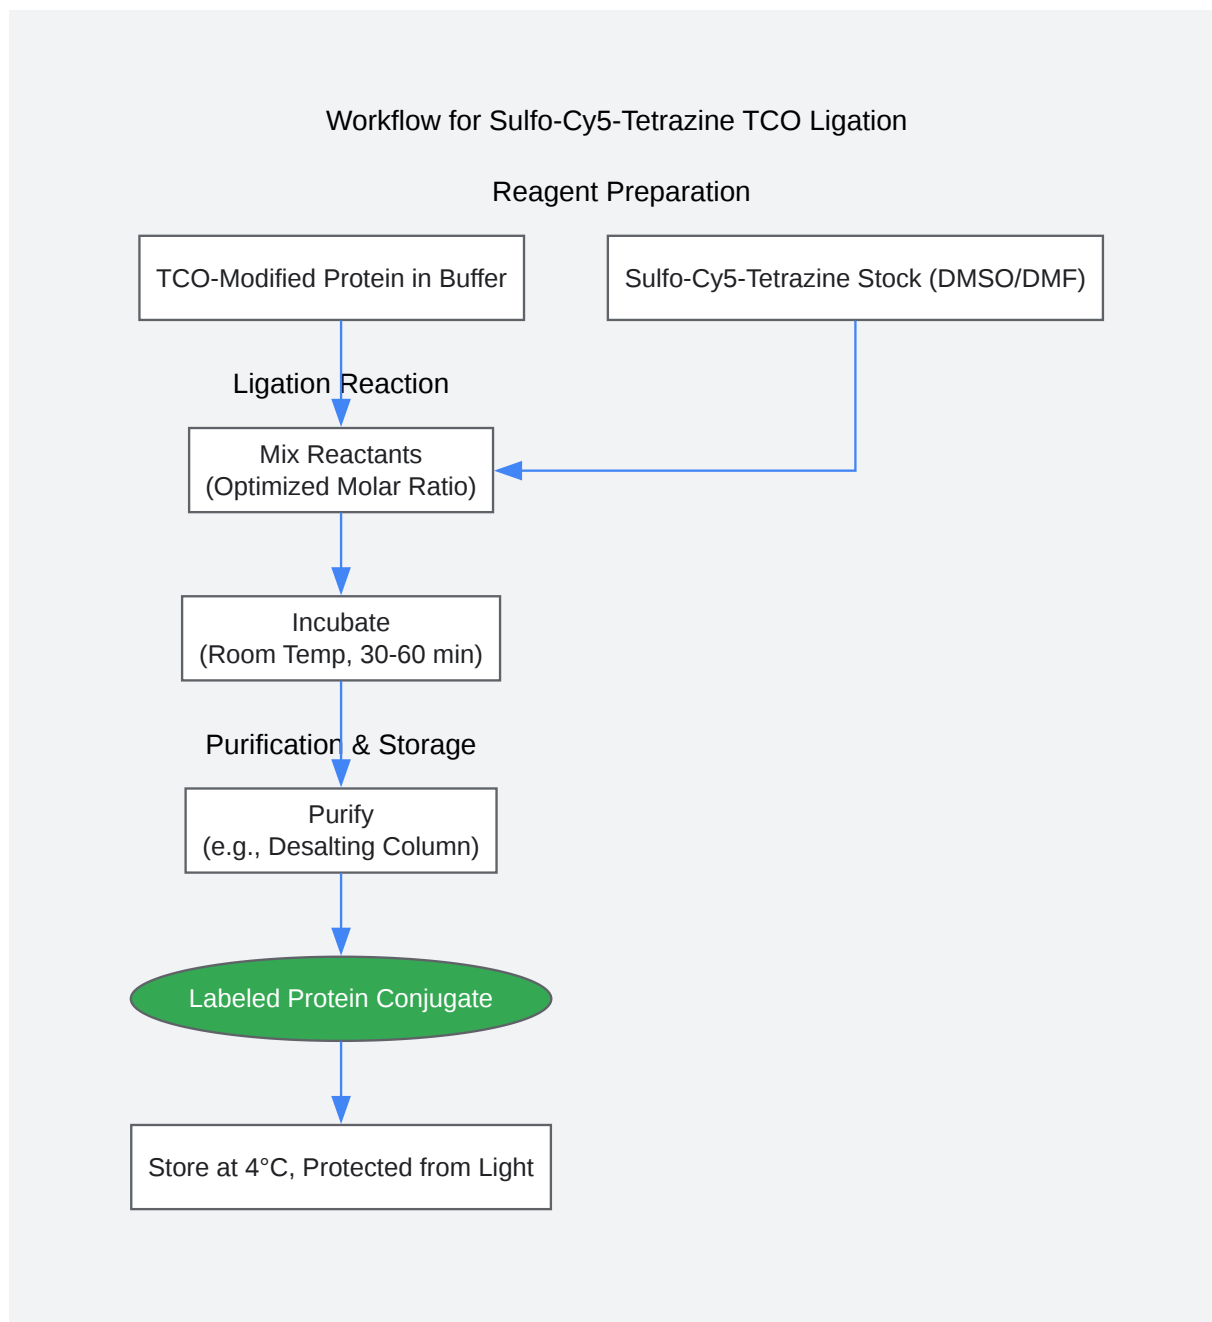 Workflow for Sulfo-Cy5-Tetrazine TCO Ligation
Reagent Preparation
TCO-Modified Protein in Buffer
Sulfo-Cy5-Tetrazine Stock (DMSO/DMF)
Ligation Reaction
Mix Reactants
(Optimized Molar Ratio)
Incubate
(Room Temp, 30-60 min)
Purification & Storage
Purify
(e.g., Desalting Column)
Labeled Protein Conjugate
Store at 4°C, Protected from Light